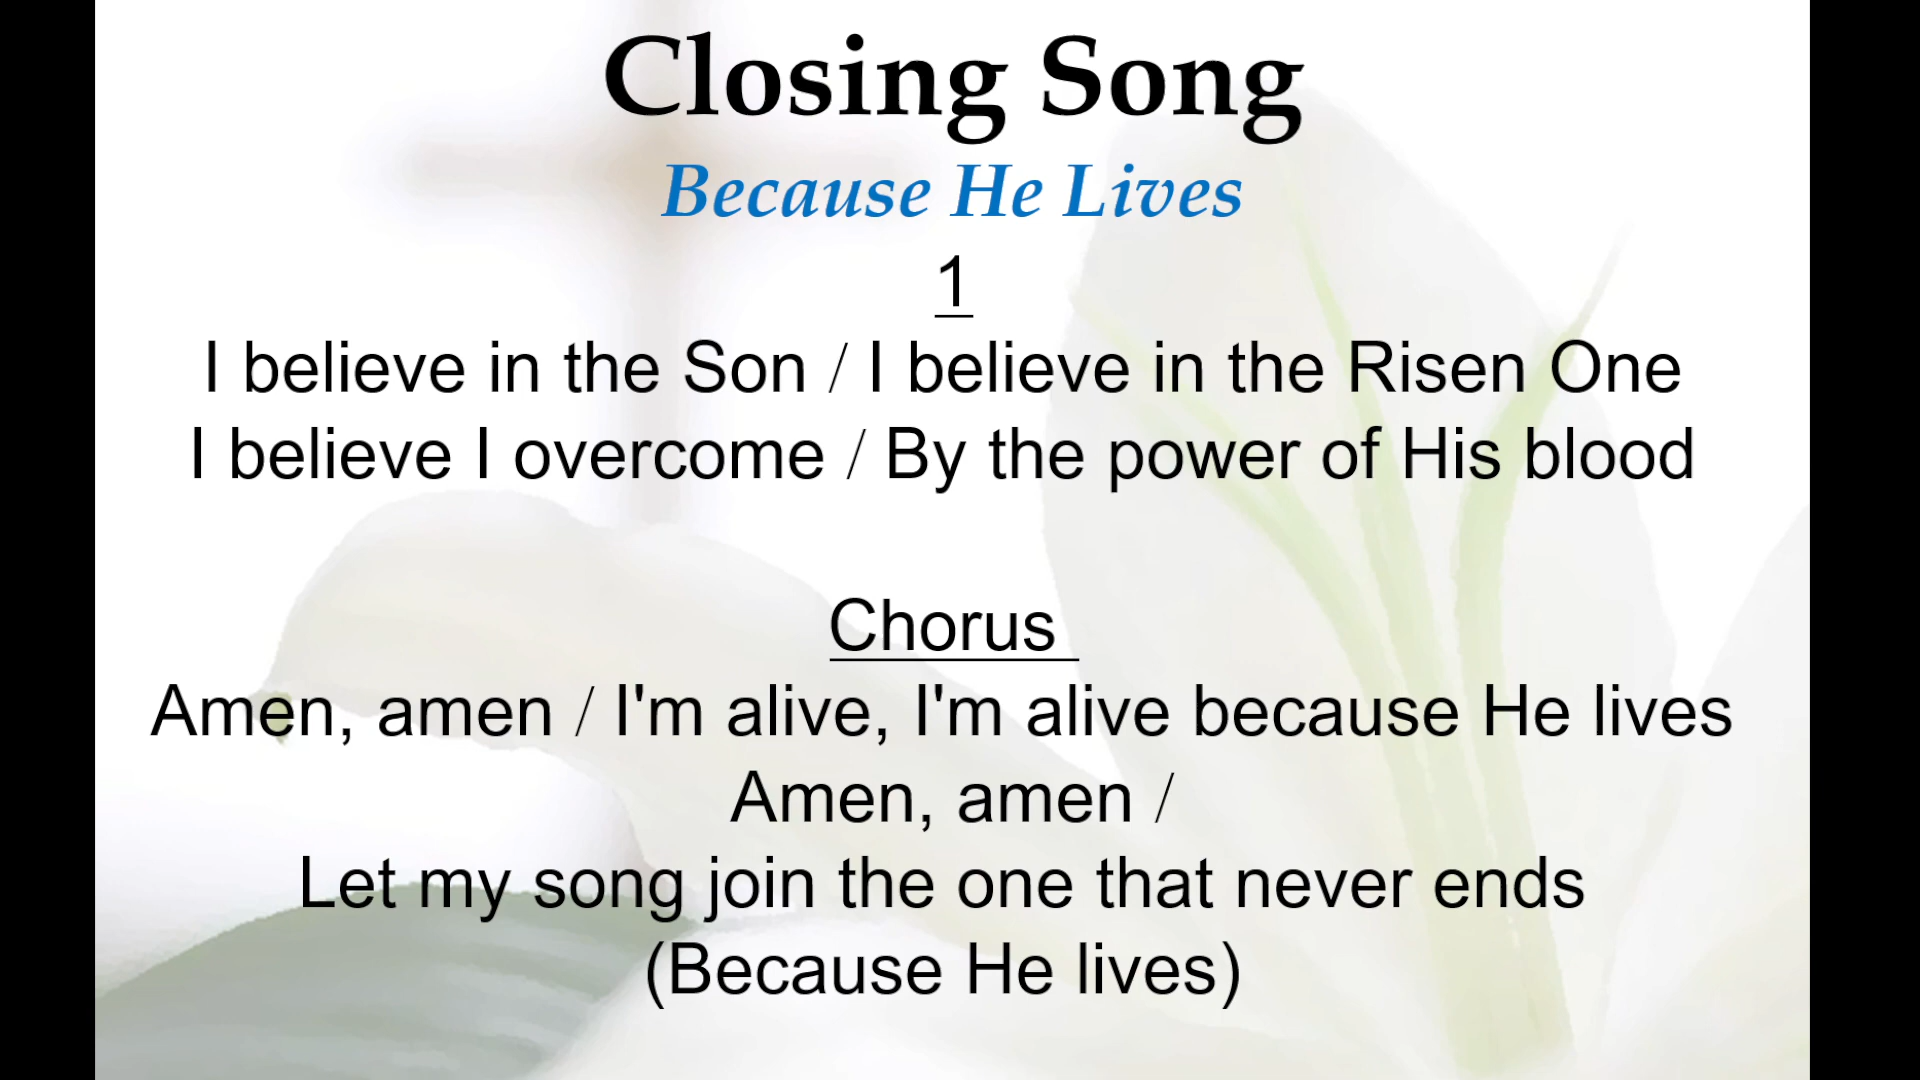 Closing Song
Because He Lives
1
I believe in the Son / I believe in the Risen One
I believe I overcome / By the power of His blood
Chorus
Amen, amen / I'm alive, I'm alive because He lives
Amen, amen /
Let my song join the one that never ends
(Because He lives)